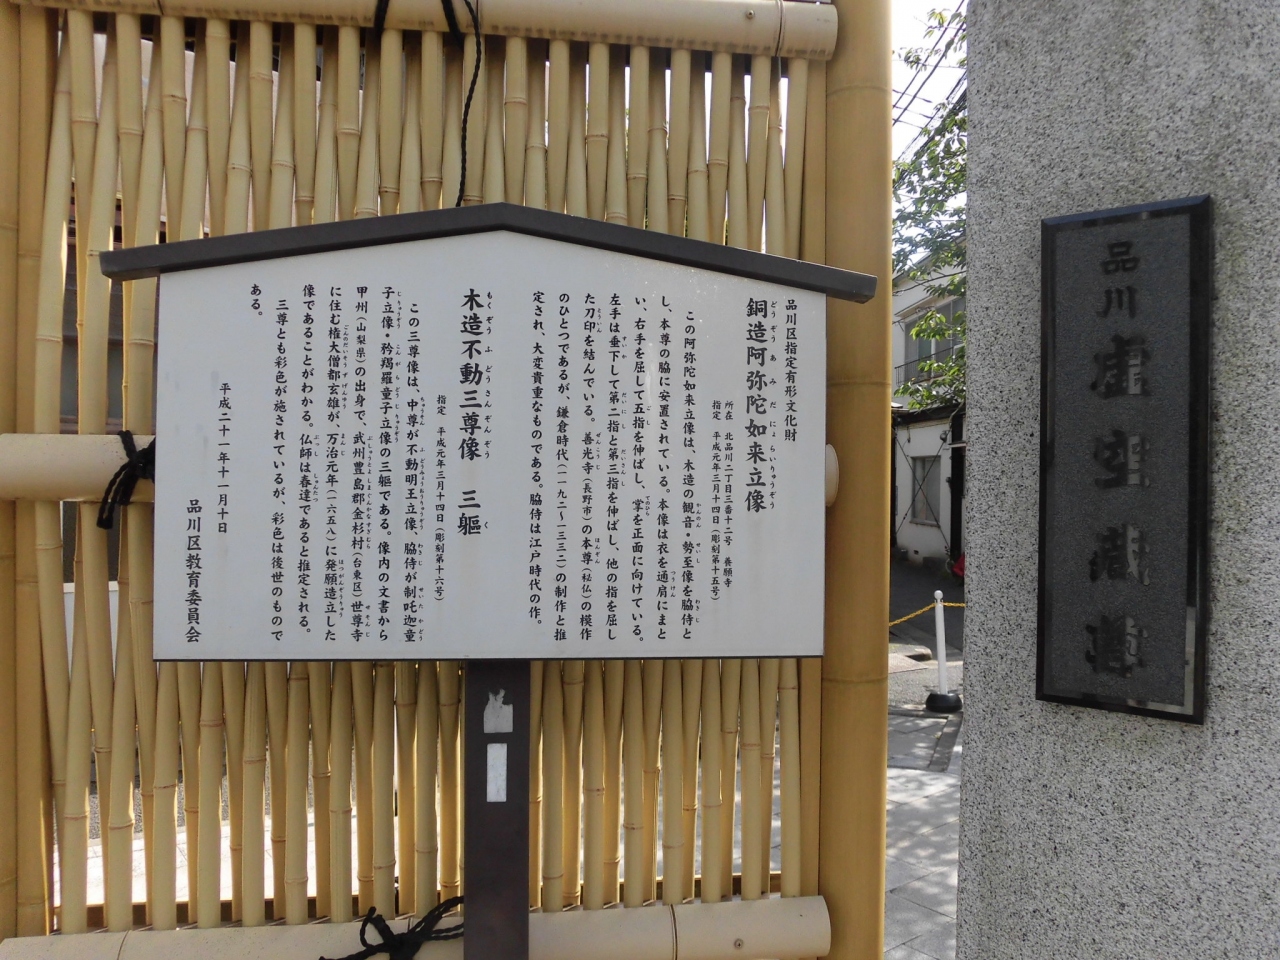 品川区指定有形文化財
銅造阿弥陀如来立像
所在 北品川二丁目三番十二号 養願寺
指定 平成元年三月十四日(彫刻第十五号)
この阿弥陀如来立像は、木造の観音・勢至像を脇侍と
し、本尊の脇に安置されている。本像は衣を通肩にまと
い、右手を屈して五指を伸ばし、掌を正面に向けている。
左手は垂下して第二指と第三指を伸ばし、他の指を屈し
た刀印を結んでいる。善光寺(長野市)の本尊(秘仏)の模作
のひとつであるが、鎌倉時代(一一九二~一三三二)の制作と推
定され、大変貴重なものである。脇侍は江戸時代の作。
木造不動三尊像 三軀
指定 平成元年三月十四日(彫刻第十六号)
この三尊像は、中尊が不動明王立像、脇侍が制吒迦童
子立像・矜羯羅童子立像の三軀である。像内の文書から
甲州(山梨県)の出身で、武州豊島郡金杉村(台東区)世尊寺
に住む権大僧都玄雄が、万治元年(一六五八)に発願造立した
像であることがわかる。仏師は春達であると推定される。
三尊とも彩色が施されているが、彩色は後世のもので
ある。
平成二十一年十一月十日
品川区教育委員会
品川虚空蔵尊